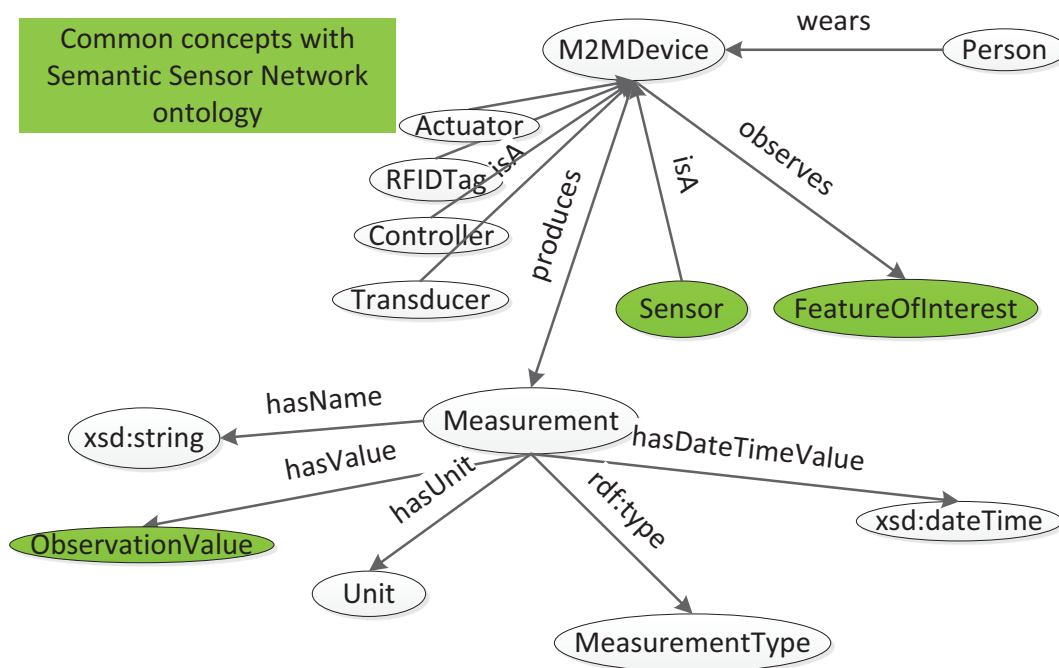 Common concepts with
Semantic Sensor Network
ontology
M2MDevice
wears
Person
Actuator
RFIDTag
isA
Controller
Transducer
produces
isA
observes
Sensor
FeatureOfInterest
hasName
Measurement
xsd:string
hasValue
hasUnit
rdf:type
hasDateTimeValue
ObservationValue
xsd:dateTime
Unit
MeasurementType